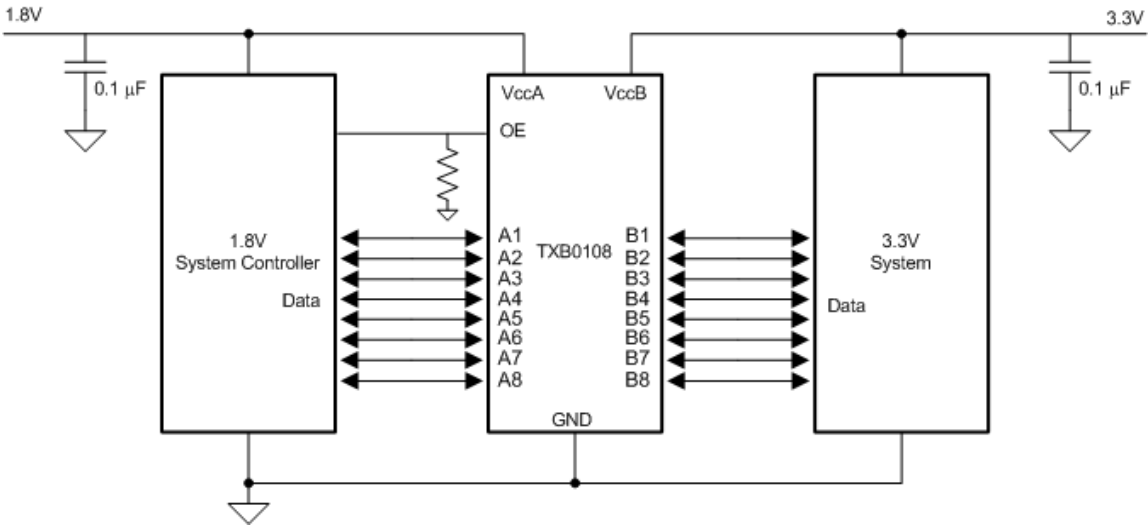 1.8V
3.3V
0.1 μF
VccA
VccB
0.1 μF
OE
1.8V
System Controller
Data
A1
A2
A3
A4
A5
A6
A7
A8
TXB0108
B1
B2
B3
B4
B5
B6
B7
B8
GND
3.3V
System
Data